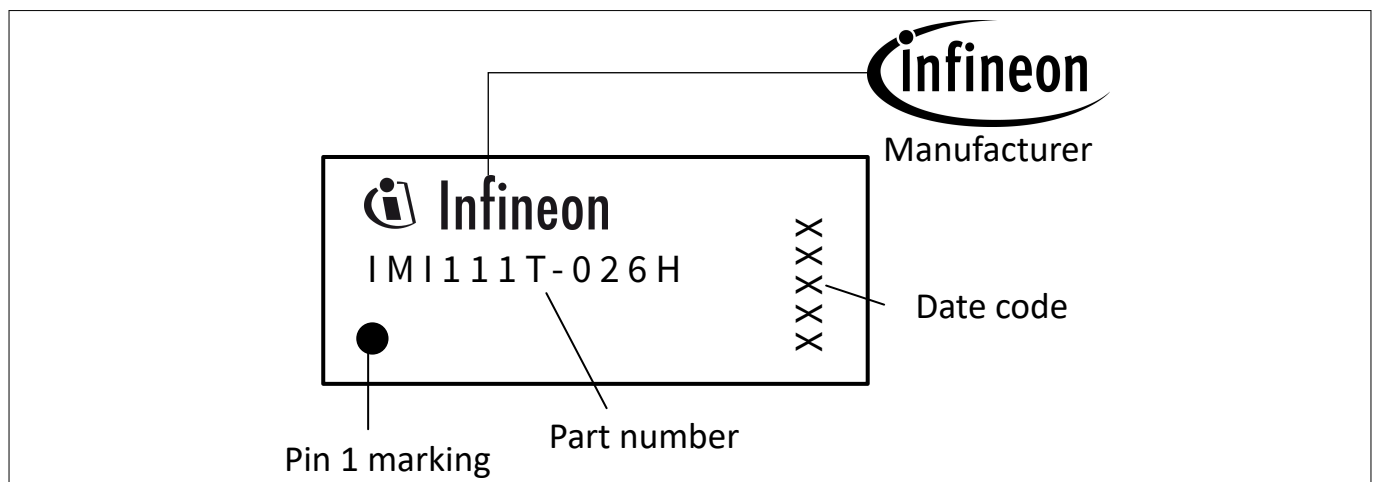 infineon
Manufacturer
Infineon
IMI111T-026H
XXXXX
Date code
Part number
Pin 1 marking